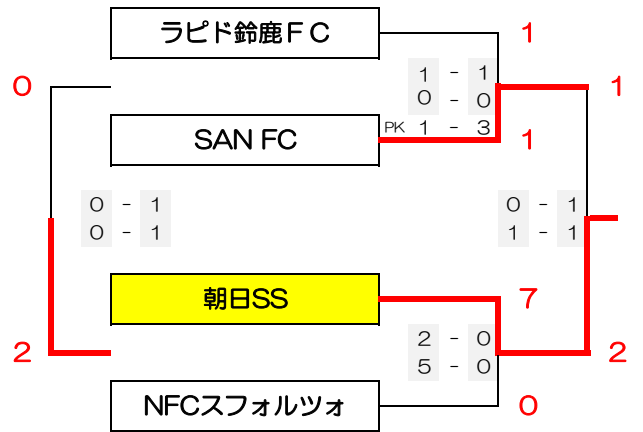 ラピド鈴鹿ＦＣ 1
1 - 1
0 0 - 0 1
SAN FC PK 1 - 3 1
0 - 1 0 - 1
0 - 1 1 - 1
朝日SS 7
2 2 - 0 2
5 - 0
NFCスフォルツォ 0